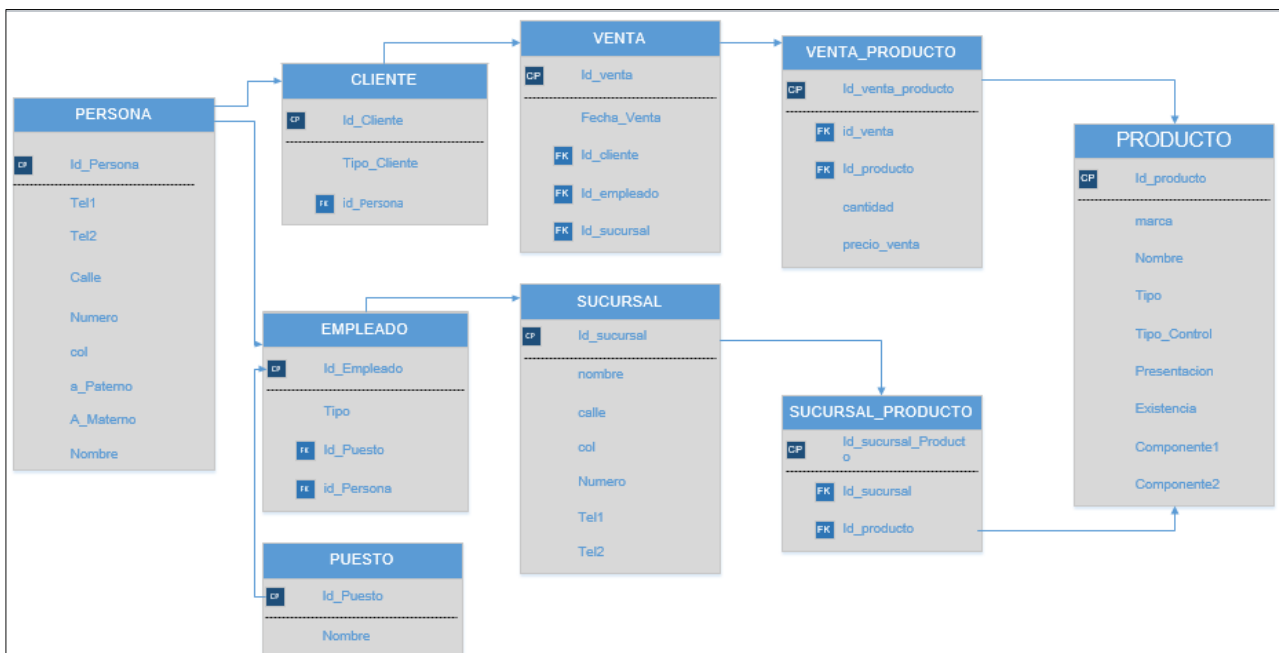 PERSONA
CP Id_Persona
Tel1
Tel2
Calle
Numero
col
a_Paterno
A_Materno
Nombre
CLIENTE
CP Id_Cliente
Tipo_Cliente
FK id_Persona
VENTA
CP Id_venta
Fecha_Venta
FK Id_cliente
FK Id_empleado
FK Id_sucursal
VENTA_PRODUCTO
CP Id_venta_producto
FK id_venta
FK Id_producto
cantidad
precio_venta
PRODUCTO
CP Id_producto
marca
Nombre
Tipo
Tipo_Control
Presentacion
Existencia
Componente1
Componente2
EMPLEADO
CP Id_Empleado
Tipo
FK Id_Puesto
FK id_Persona
SUCURSAL
CP Id_sucursal
nombre
calle
col
Numero
Tel1
Tel2
SUCURSAL_PRODUCTO
CP Id_sucursal_Product
o
FK Id_sucursal
FK Id_producto
PUESTO
CP Id_Puesto
Nombre